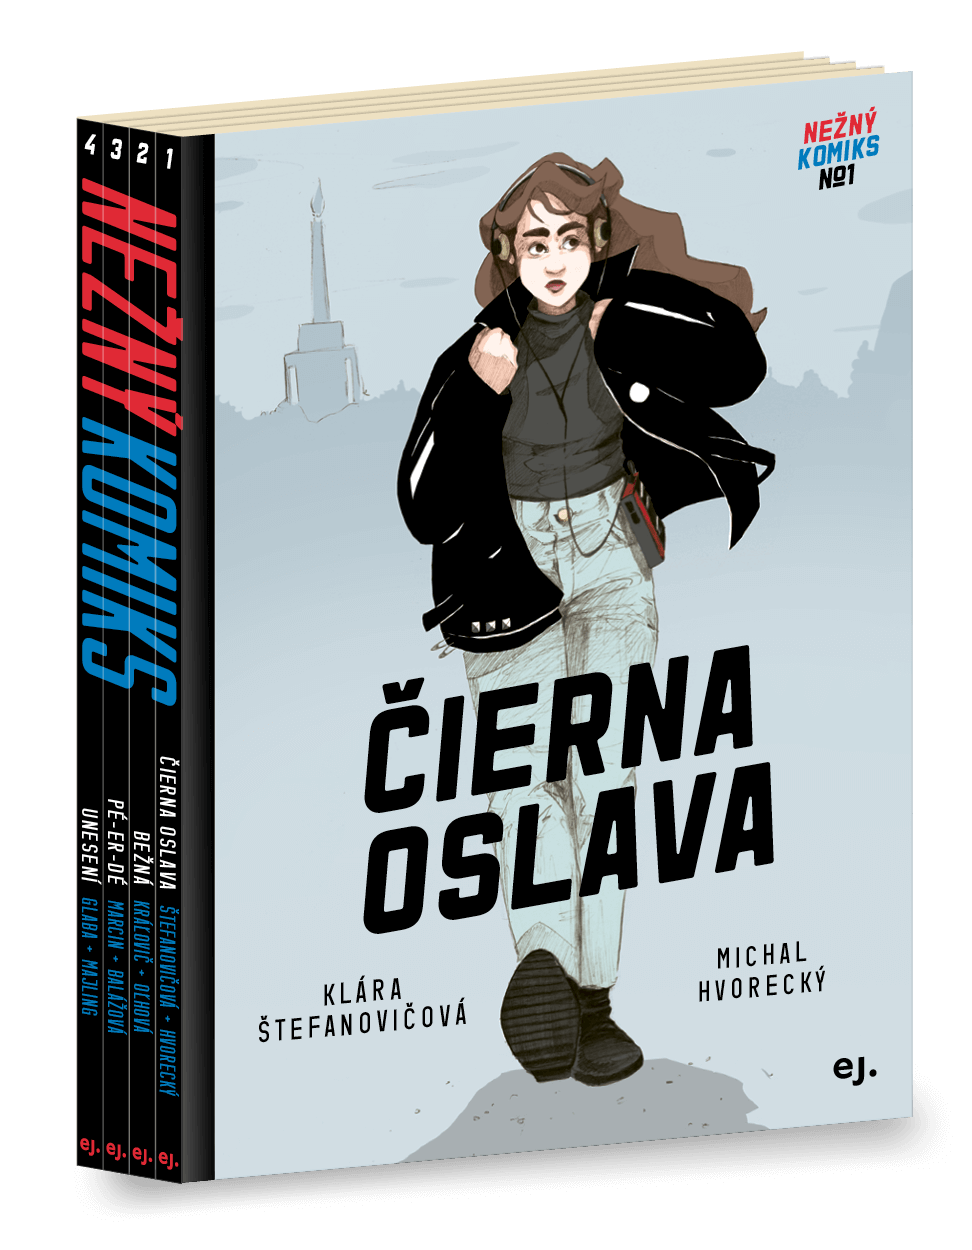 NEŽNÝ
KOMIKS
№1
ČIERNA
OSLAVA
KLÁRA
ŠTEFANOVIČOVÁ
MICHAL
HVORECKÝ
ej.
4 3 2 1
NEŽNÝ KOMIKS
UNESENÍ GLABA + MAJLING
ej.
PÉ-ER-DÉ MARCIN + BALÁŽOVÁ
ej.
BEŽNÁ KRÁĽOVIČ + OĽHOVÁ
ej.
ČIERNA OSLAVA ŠTEFANOVIČOVÁ + HVORECKÝ
ej.